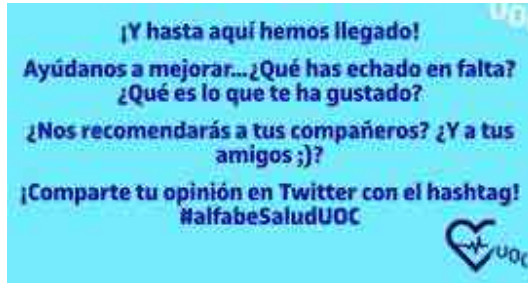 UOC
¡Y hasta aquí hemos llegado!
Ayúdanos a mejorar...¿Qué has echado en falta?
¿Qué es lo que te ha gustado?
¿Nos recomendarás a tus compañeros? ¿Y a tus
amigos ;)?
¡Comparte tu opinión en Twitter con el hashtag!
#alfabeSaludUOC
UOC